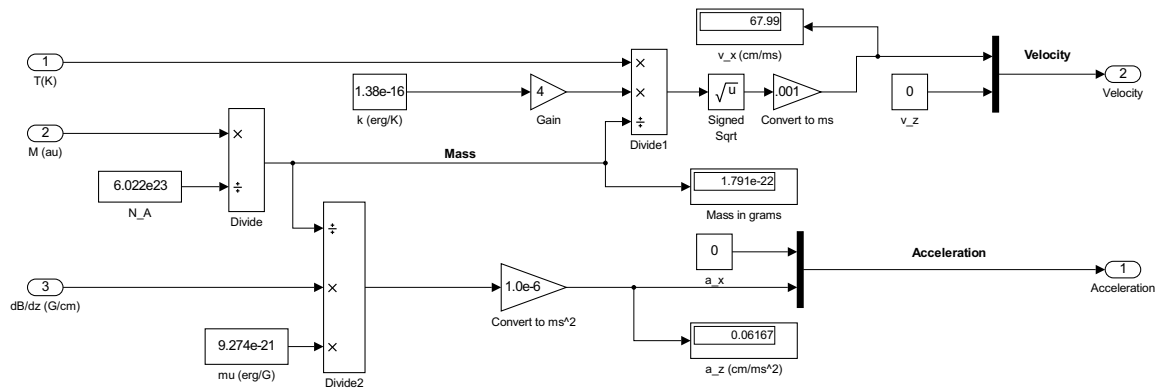 67.99
v_x (cm/ms)
1
T(K)
×
×
÷
Divide1
1.38e-16
k (erg/K)
4
Gain
√u
Signed
Sqrt
.001
Convert to ms
0
v_z
Velocity
2
Velocity
2
M (au)
×
÷
Divide
6.022e23
N_A
Mass
1.791e-22
Mass in grams
÷
×
×
Divide2
3
dB/dz (G/cm)
9.274e-21
mu (erg/G)
1.0e-6
Convert to ms^2
0
a_x
Acceleration
1
Acceleration
0.06167
a_z (cm/ms^2)